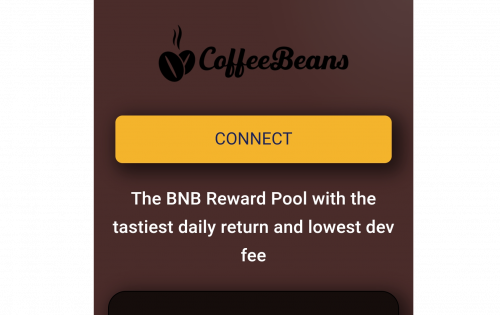 CoffeeBeans
CONNECT
The BNB Reward Pool with the
tastiest daily return and lowest dev
fee